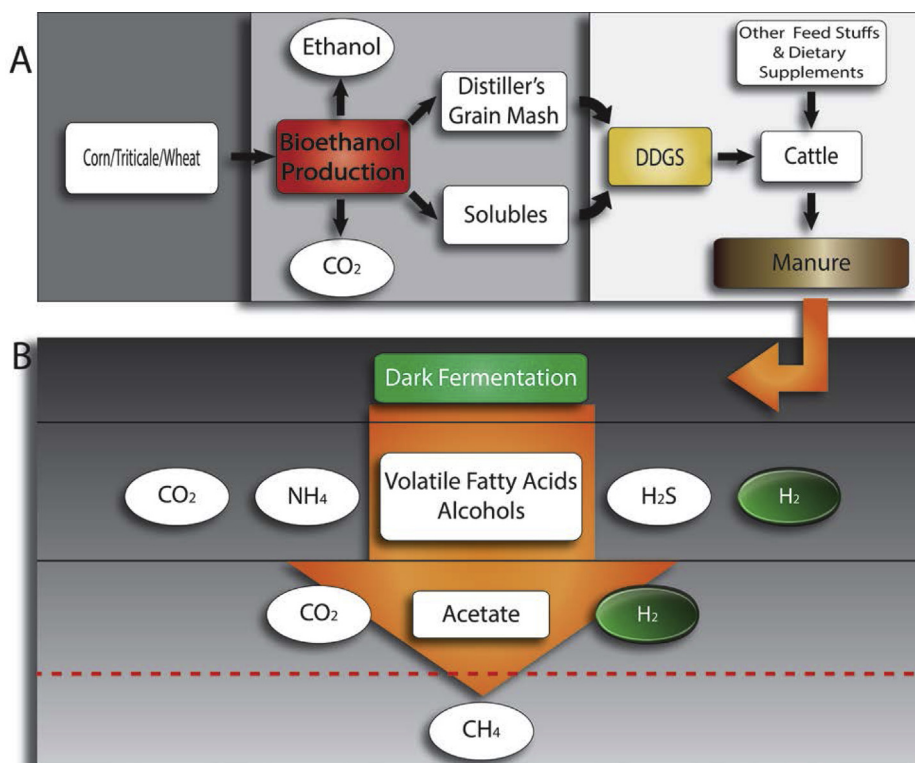 A
Ethanol
Other Feed Stuffs
& Dietary
Supplements
Distiller's
Grain Mash
Corn/Triticale/Wheat
Bioethanol
Production
DDGS
Cattle
Solubles
CO₂
Manure
B
Dark Fermentation
CO₂
NH₄
Volatile Fatty Acids
Alcohols
H₂S
H₂
CO₂
Acetate
H₂
CH₄